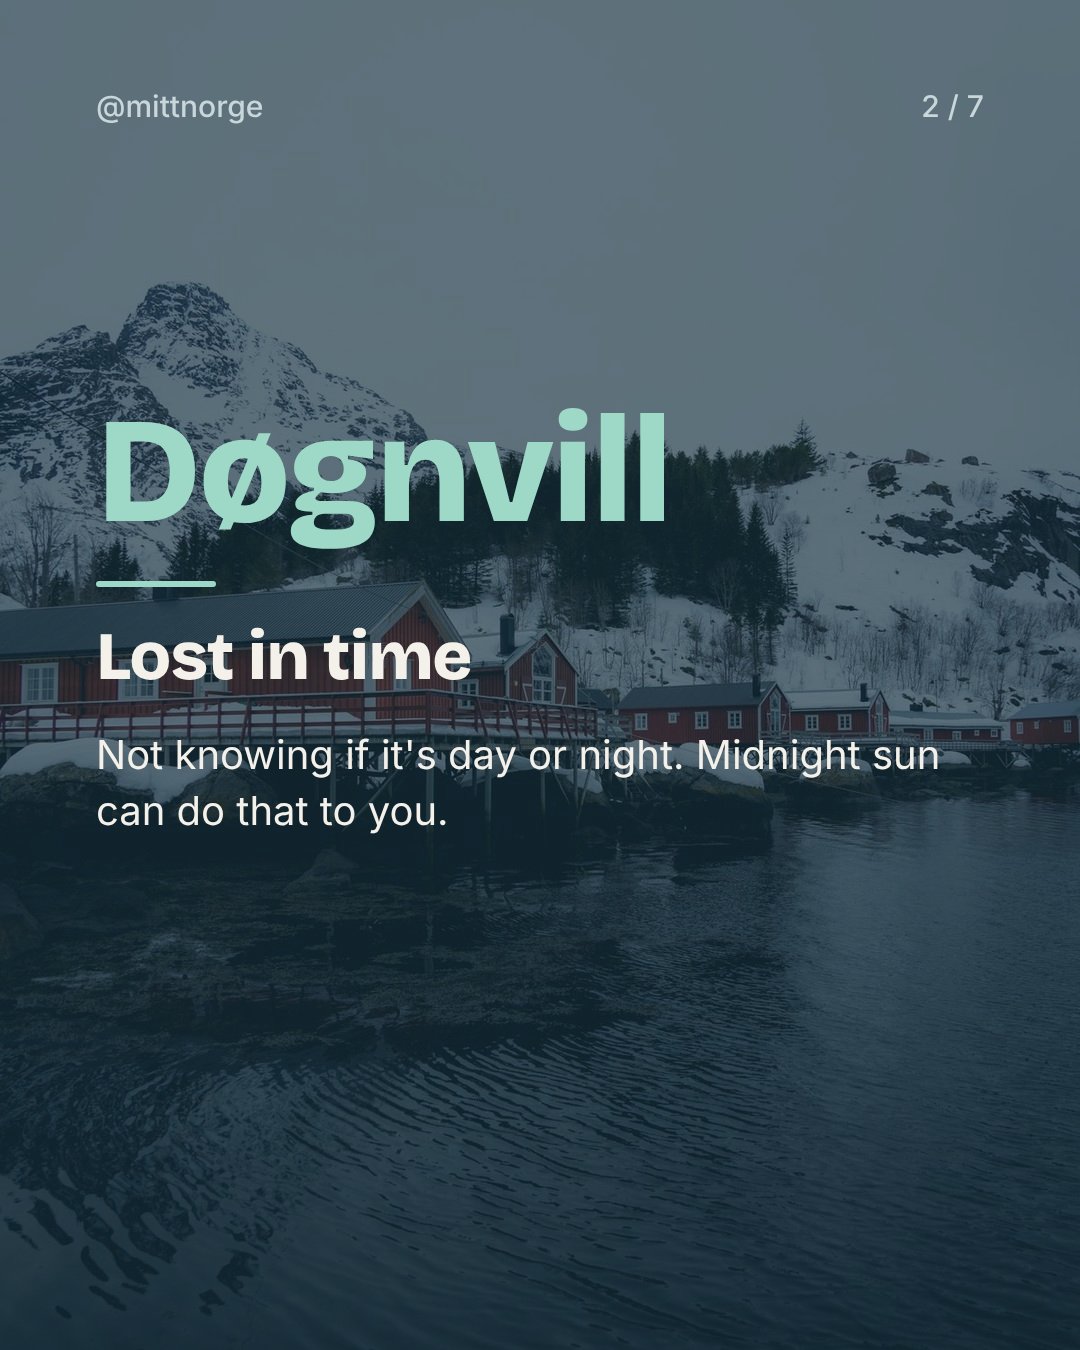 @mittnorge
2 / 7
Døgnvill
Lost in time
Not knowing if it's day or night. Midnight sun
can do that to you.